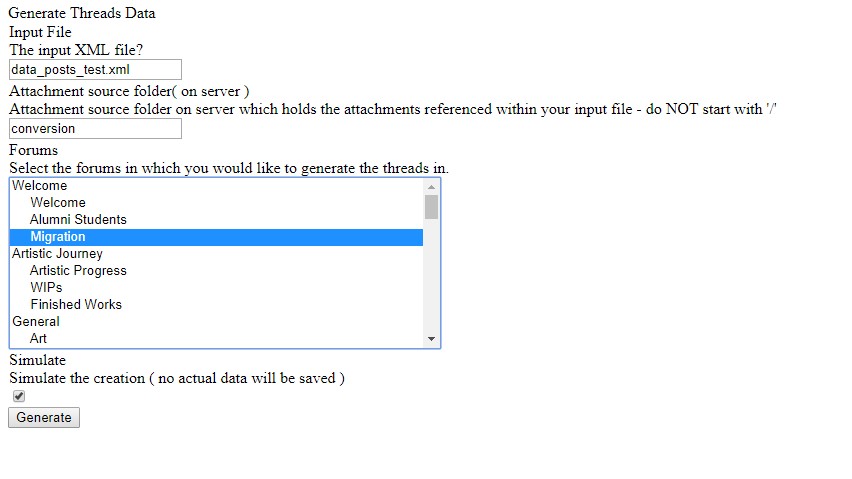 Generate Threads Data
Input File
The input XML file?
data_posts_test.xml
Attachment source folder( on server )
Attachment source folder on server which holds the attachments referenced within your input file - do NOT start with '/'
conversion
Forums
Select the forums in which you would like to generate the threads in.
Welcome
Welcome
Alumni Students
Migration
Artistic Journey
Artistic Progress
WIPs
Finished Works
General
Art
Simulate
Simulate the creation ( no actual data will be saved )
Generate